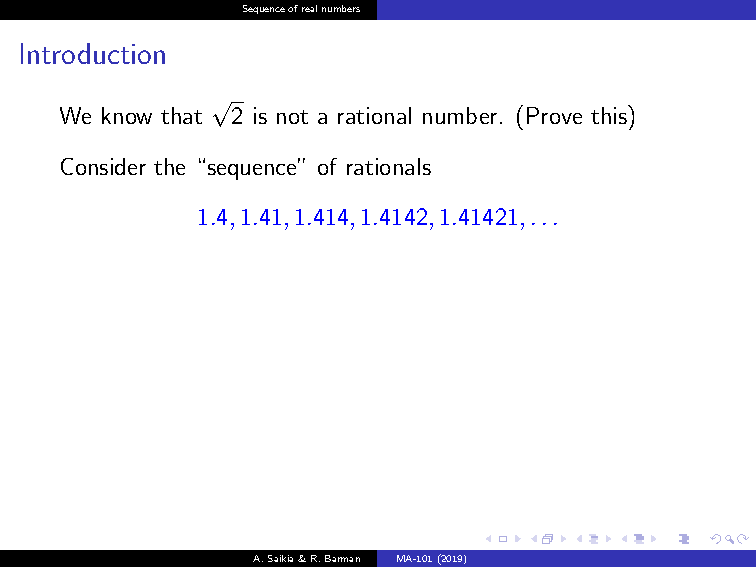 Sequence of real numbers
Introduction
We know that √2 is not a rational number. (Prove this)
Consider the “sequence” of rationals
1.4, 1.41, 1.414, 1.4142, 1.41421, . . .
A. Saikia & R. Barman MA-101 (2019)